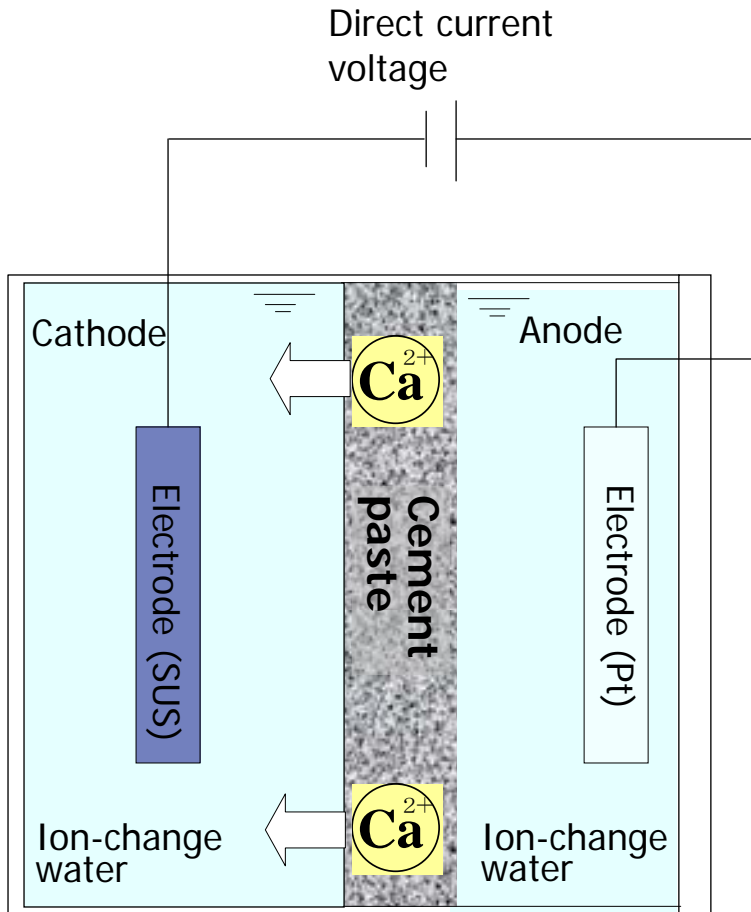 Direct current
voltage
Cathode
Anode
Ca2+
Electrode (SUS)
Cement
paste
Electrode (Pt)
Ca2+
Ion-change
water
Ion-change
water